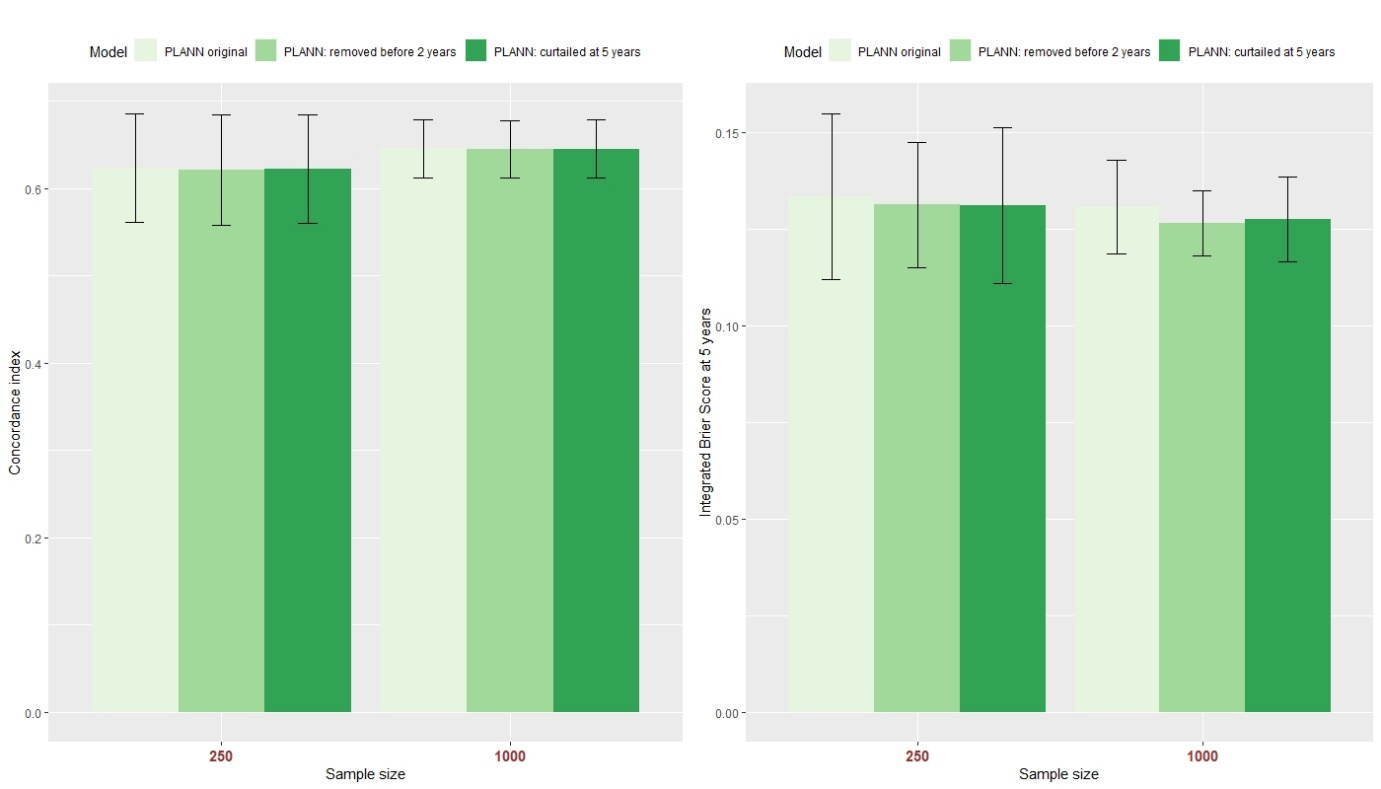 Model PLANN original PLANN: removed before 2 years PLANN: curtailed at 5 years
Concordance index
0.6
0.4
0.2
0.0
250 1000
Sample size
Model PLANN original PLANN: removed before 2 years PLANN: curtailed at 5 years
Integrated Brier Score at 5 years
0.15
0.10
0.05
0.00
250 1000
Sample size